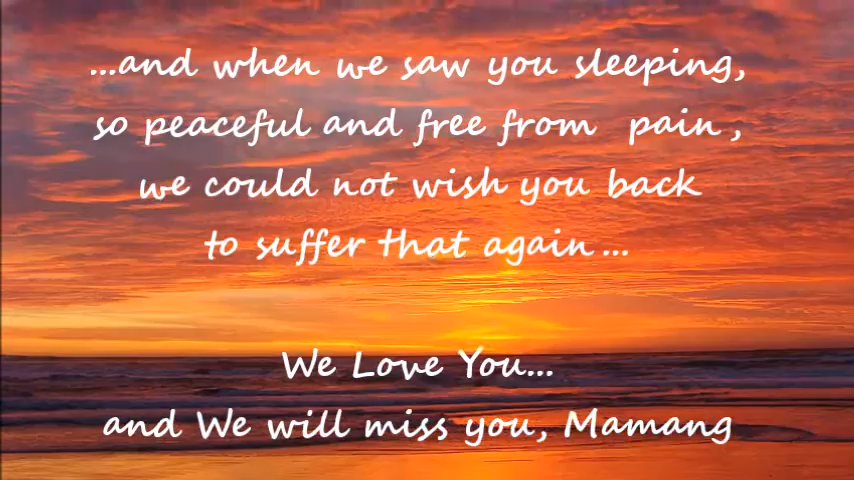 ...and when we saw you sleeping,
so peaceful and free from pain,
we could not wish you back
to suffer that again...
We Love You...
and We will miss you, Mamang